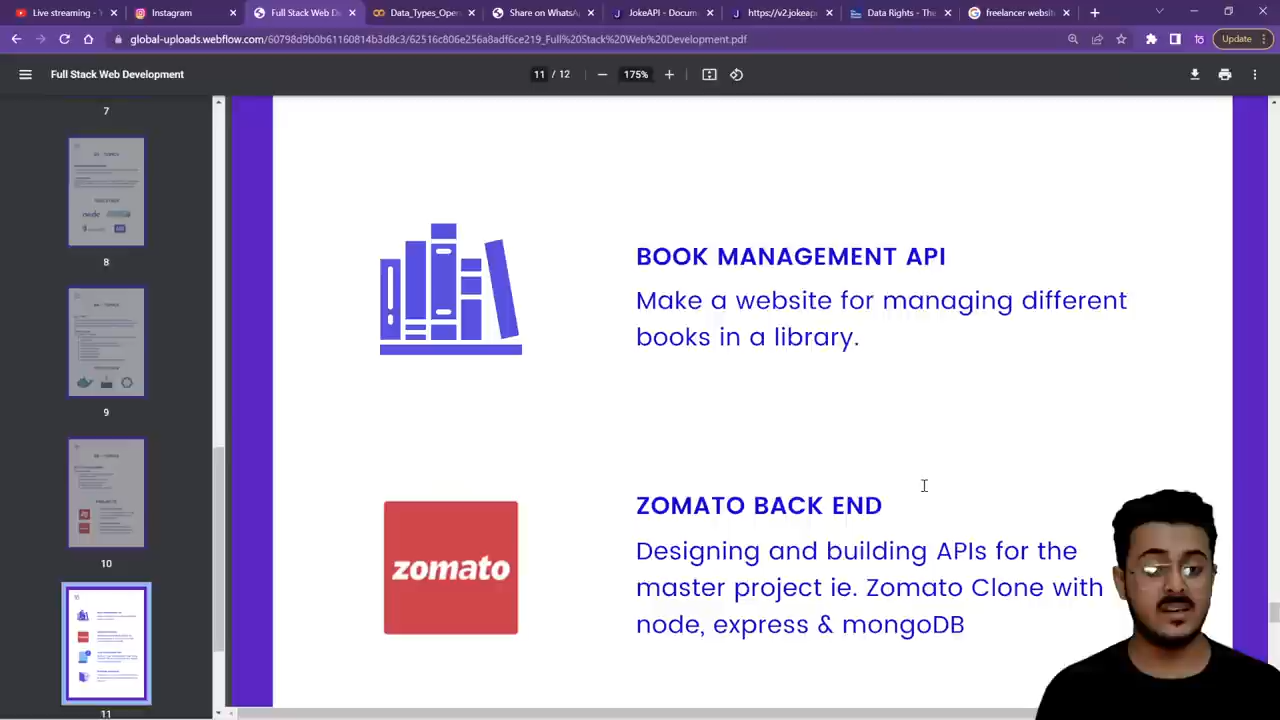 Live streaming - Y
Instagram
Full Stack Web D
Data_Types_Ope
Share on WhatsA
JokeAPI - Docum
https://v2.jokeap
Data Rights - The
freelancer websit
global-uploads.webflow.com/60798d9b0b61160814b3d8c3/62516c806e256a8adf6ce219_Full%20Stack%20Web%20Development.pdf
Update
Full Stack Web Development
11 / 12
175%
7
8
9
10
11
BOOK MANAGEMENT API
Make a website for managing different
books in a library.
zomato
ZOMATO BACK END
Designing and building APIs for the
master project ie. Zomato Clone with
node, express & mongoDB